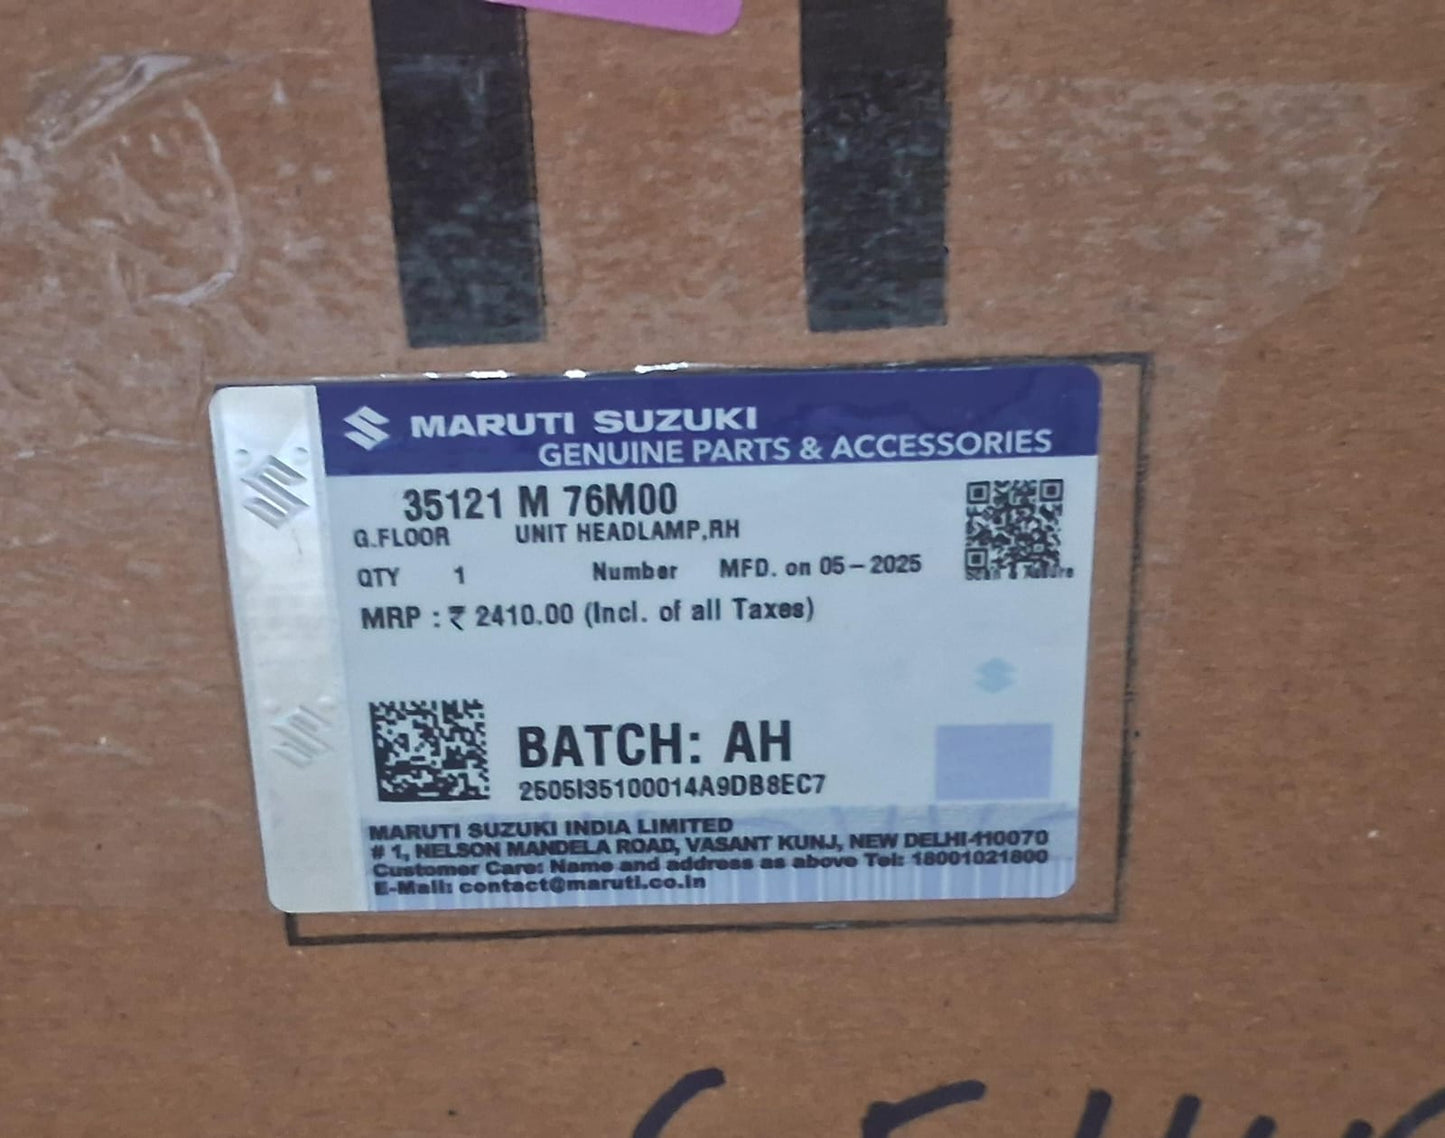 MARUTI SUZUKI
GENUINE PARTS & ACCESSORIES
35121 M 76M00
G.FLOOR UNIT HEADLAMP,RH
QTY 1 Number MFD. on 05-2025
Scan &
MRP : ₹ 2410.00 (Incl. of all Taxes)
BATCH: AH
2505I35100014A9DB8EC7
MARUTI SUZUKI INDIA LIMITED
# 1, NELSON MANDELA ROAD, VASANT KUNJ, NEW DELHI-110070
Customer Care: Name and address as above Tel: 18001021800
E-Mail: contact@maruti.co.in